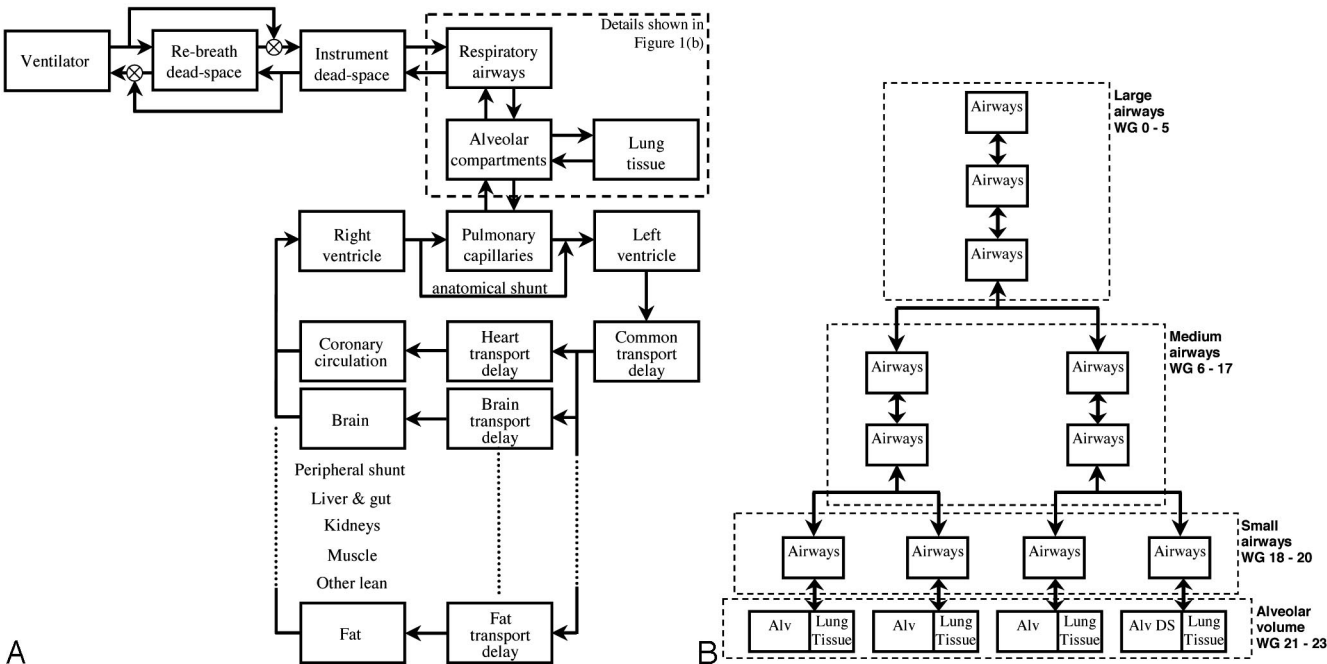 Details shown in
Figure 1(b)
Ventilator
Re-breath
dead-space
Instrument
dead-space
Respiratory
airways
Alveolar
compartments
Lung
tissue
Right
ventricle
Pulmonary
capillaries
Left
ventricle
anatomical shunt
Coronary
circulation
Heart
transport
delay
Common
transport
delay
Brain
Brain
transport
delay
Peripheral shunt
Liver & gut
Kidneys
Muscle
Other lean
Fat
Fat
transport
delay
A
Large
airways
WG 0 - 5
Airways
Airways
Airways
Medium
airways
WG 6 - 17
Airways
Airways
Airways
Airways
Small
airways
WG 18 - 20
Airways
Airways
Airways
Airways
Alveolar
volume
WG 21 - 23
Alv
Lung
Tissue
Alv
Lung
Tissue
Alv
Lung
Tissue
Alv DS
Lung
Tissue
B